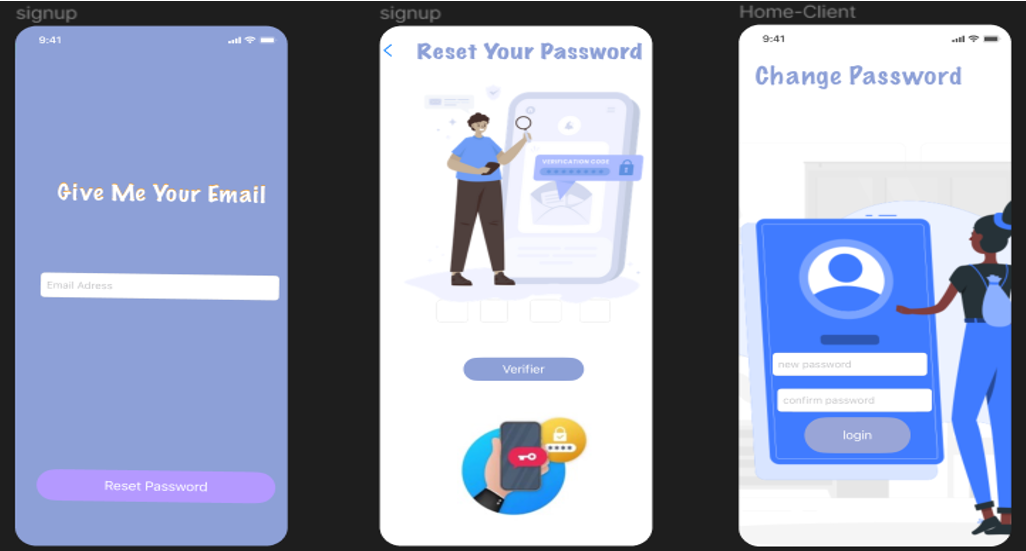 signup
9:41
Give Me Your Email
Email Adress
Reset Password
signup
Reset Your Password
VERIFICATION CODE
Verifier
Home-Client
9:41
Change Password
new password
confirm password
login